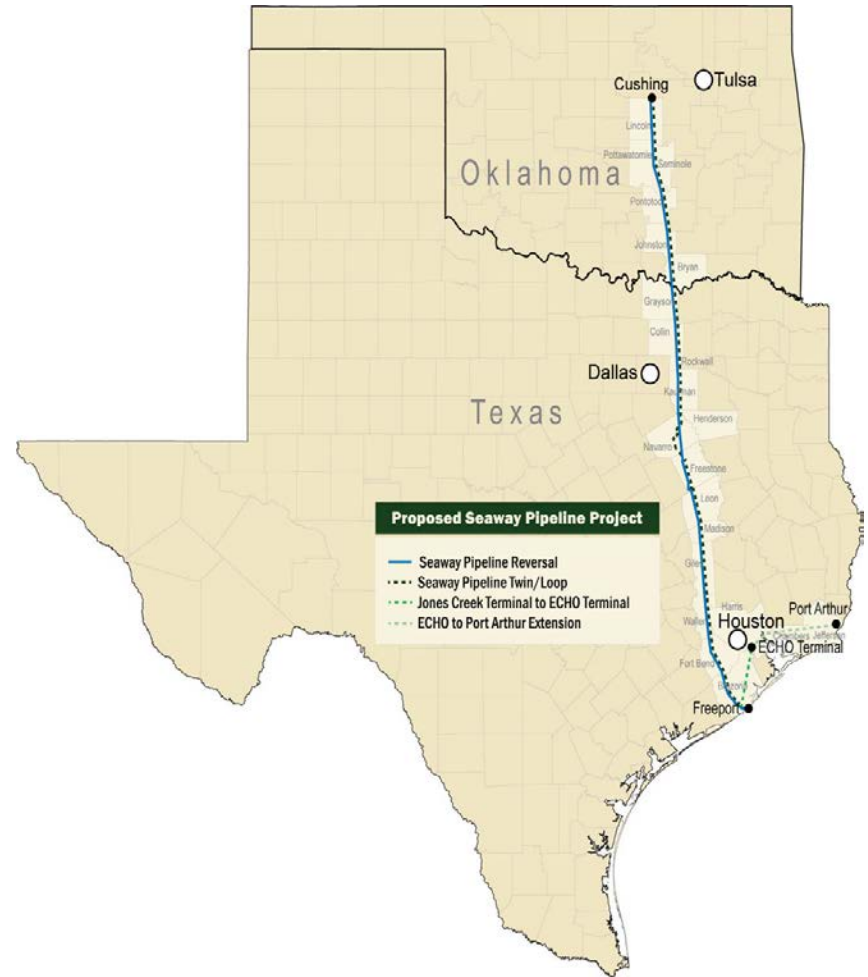 Tulsa
Cushing
Lincoln
Pottawatomie
Seminole
Oklahoma
Pontotoc
Johnston
Bryan
Grayson
Collin
Rockwall
Dallas
Kaufman
Texas
Henderson
Navarro
Freestone
Leon
Proposed Seaway Pipeline Project
Madison
Seaway Pipeline Reversal
Seaway Pipeline Twin/Loop
Jones Creek Terminal to ECHO Terminal
ECHO to Port Arthur Extension
Harris
Port Arthur
Waller
Houston
Chambers
Jefferson
ECHO Terminal
Fort Bend
Brazoria
Freeport